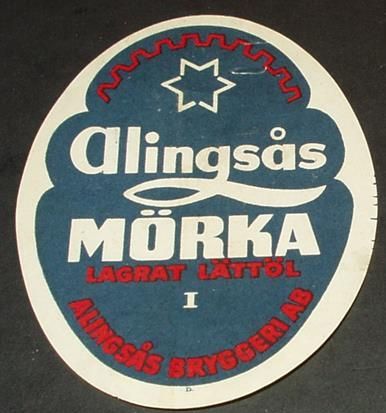 alingsås
MÖRKA
LAGRAT LÄTTÖL
I
ALINGSÅS BRYGGERI AB
D.